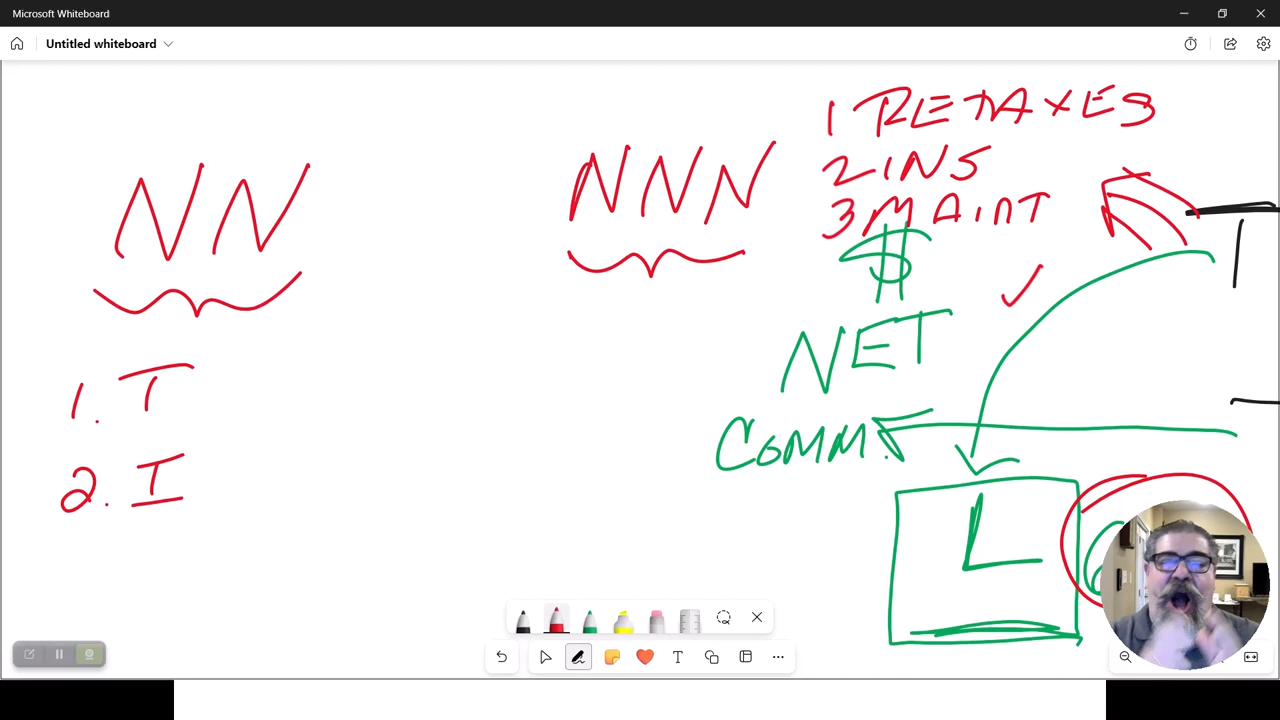 Microsoft Whiteboard
Untitled whiteboard
NN
1. T
2. I
NNN
1 RE TAXES
2 INS
3 MAINT
$
NET
COMM.
T
L
T